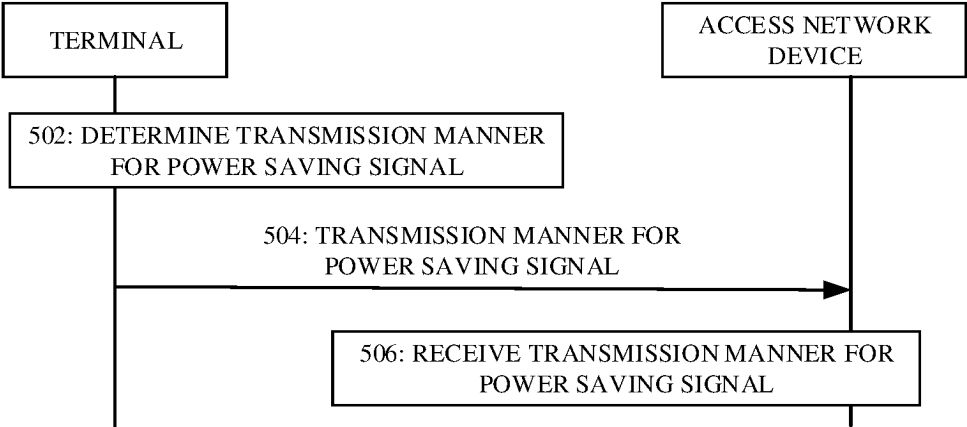 TERMINAL
ACCESS NETWORK
DEVICE
502: DETERMINE TRANSMISSION MANNER
FOR POWER SAVING SIGNAL
504: TRANSMISSION MANNER FOR
POWER SAVING SIGNAL
506: RECEIVE TRANSMISSION MANNER FOR
POWER SAVING SIGNAL